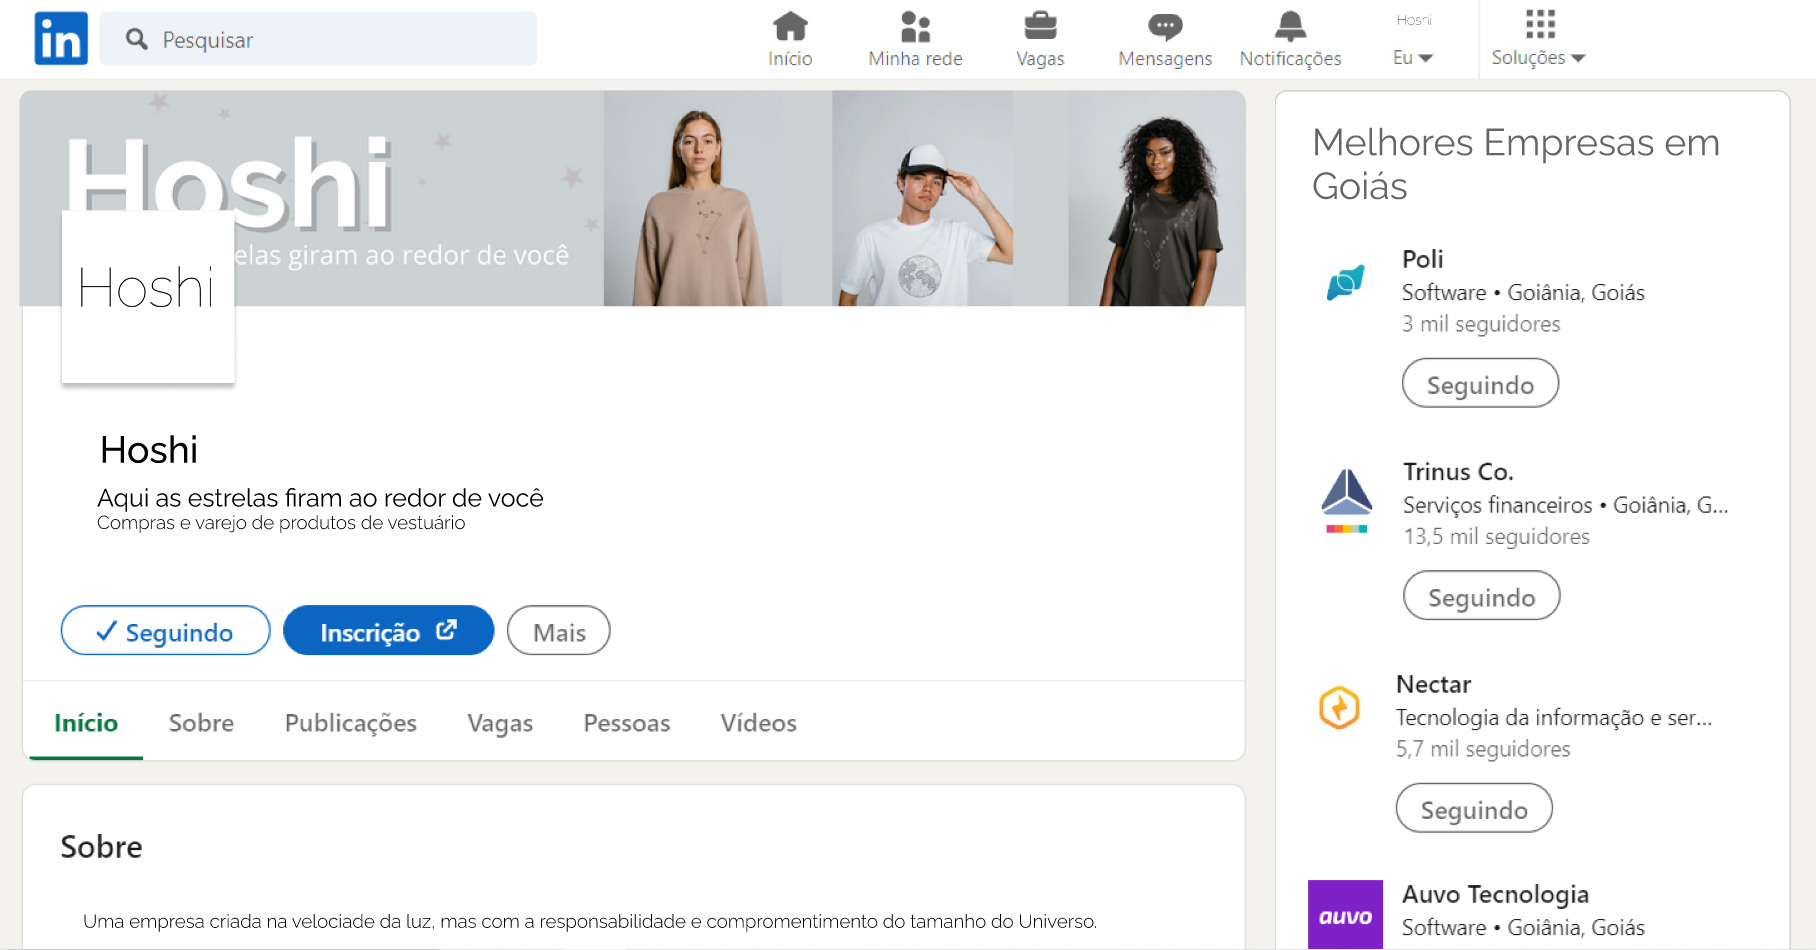 in
Pesquisar
Início
Minha rede
Vagas
Mensagens
Notificações
Hoshi
Eu
Soluções
Hoshi
elas giram ao redor de você
Hoshi
Hoshi
Aqui as estrelas firam ao redor de você
Compras e varejo de produtos de vestuário
Seguindo
Inscrição
Mais
Início
Sobre
Publicações
Vagas
Pessoas
Vídeos
Sobre
Uma empresa criada na velociade da luz, mas com a responsabilidade e compromentimento do tamanho do Universo.
Melhores Empresas em
Goiás
Poli
Software • Goiânia, Goiás
3 mil seguidores
Seguindo
Trinus Co.
Serviços financeiros • Goiânia, G...
13,5 mil seguidores
Seguindo
Nectar
Tecnologia da informação e ser...
5,7 mil seguidores
Seguindo
auvo
Auvo Tecnologia
Software • Goiânia, Goiás